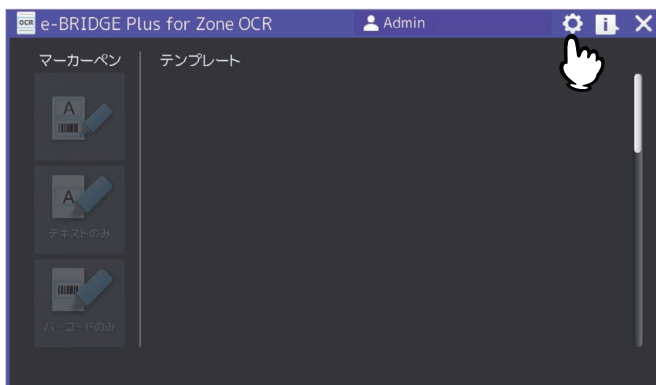 OCR e-BRIDGE Plus for Zone OCR Admin i
マーカーペン テンプレート
A
A
テキストのみ
バーコードのみ